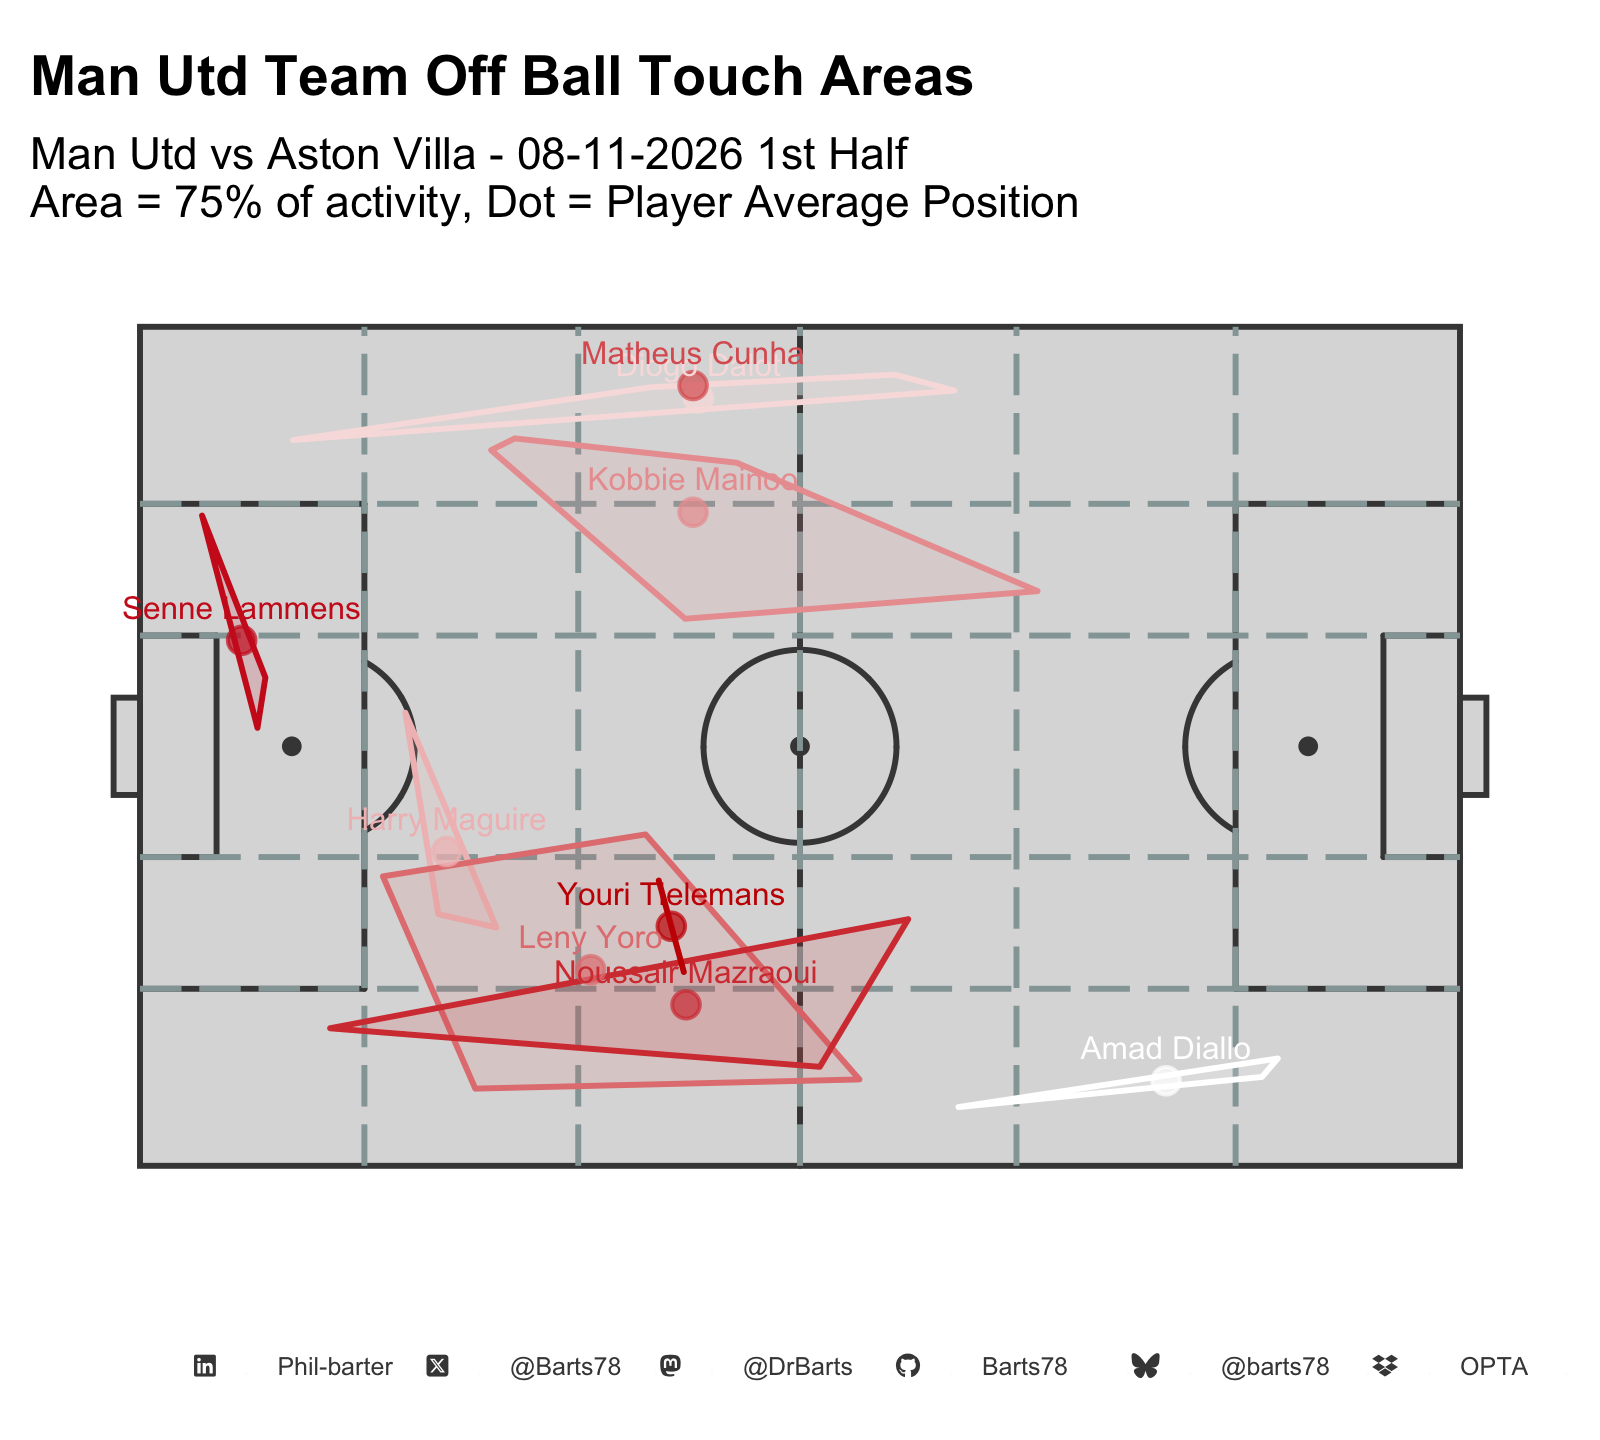 Man Utd Team Off Ball Touch Areas
Man Utd vs Aston Villa - 08-11-2026 1st Half
Area = 75% of activity, Dot = Player Average Position
Matheus Cunha
Diogo Dalot
Kobbie Mainoo
Senne Lammens
Harry Maguire
Youri Tielemans
Leny Yoro
Noussair Mazraoui
Amad Diallo
Phil-barter @Barts78 @DrBarts Barts78 @barts78 OPTA